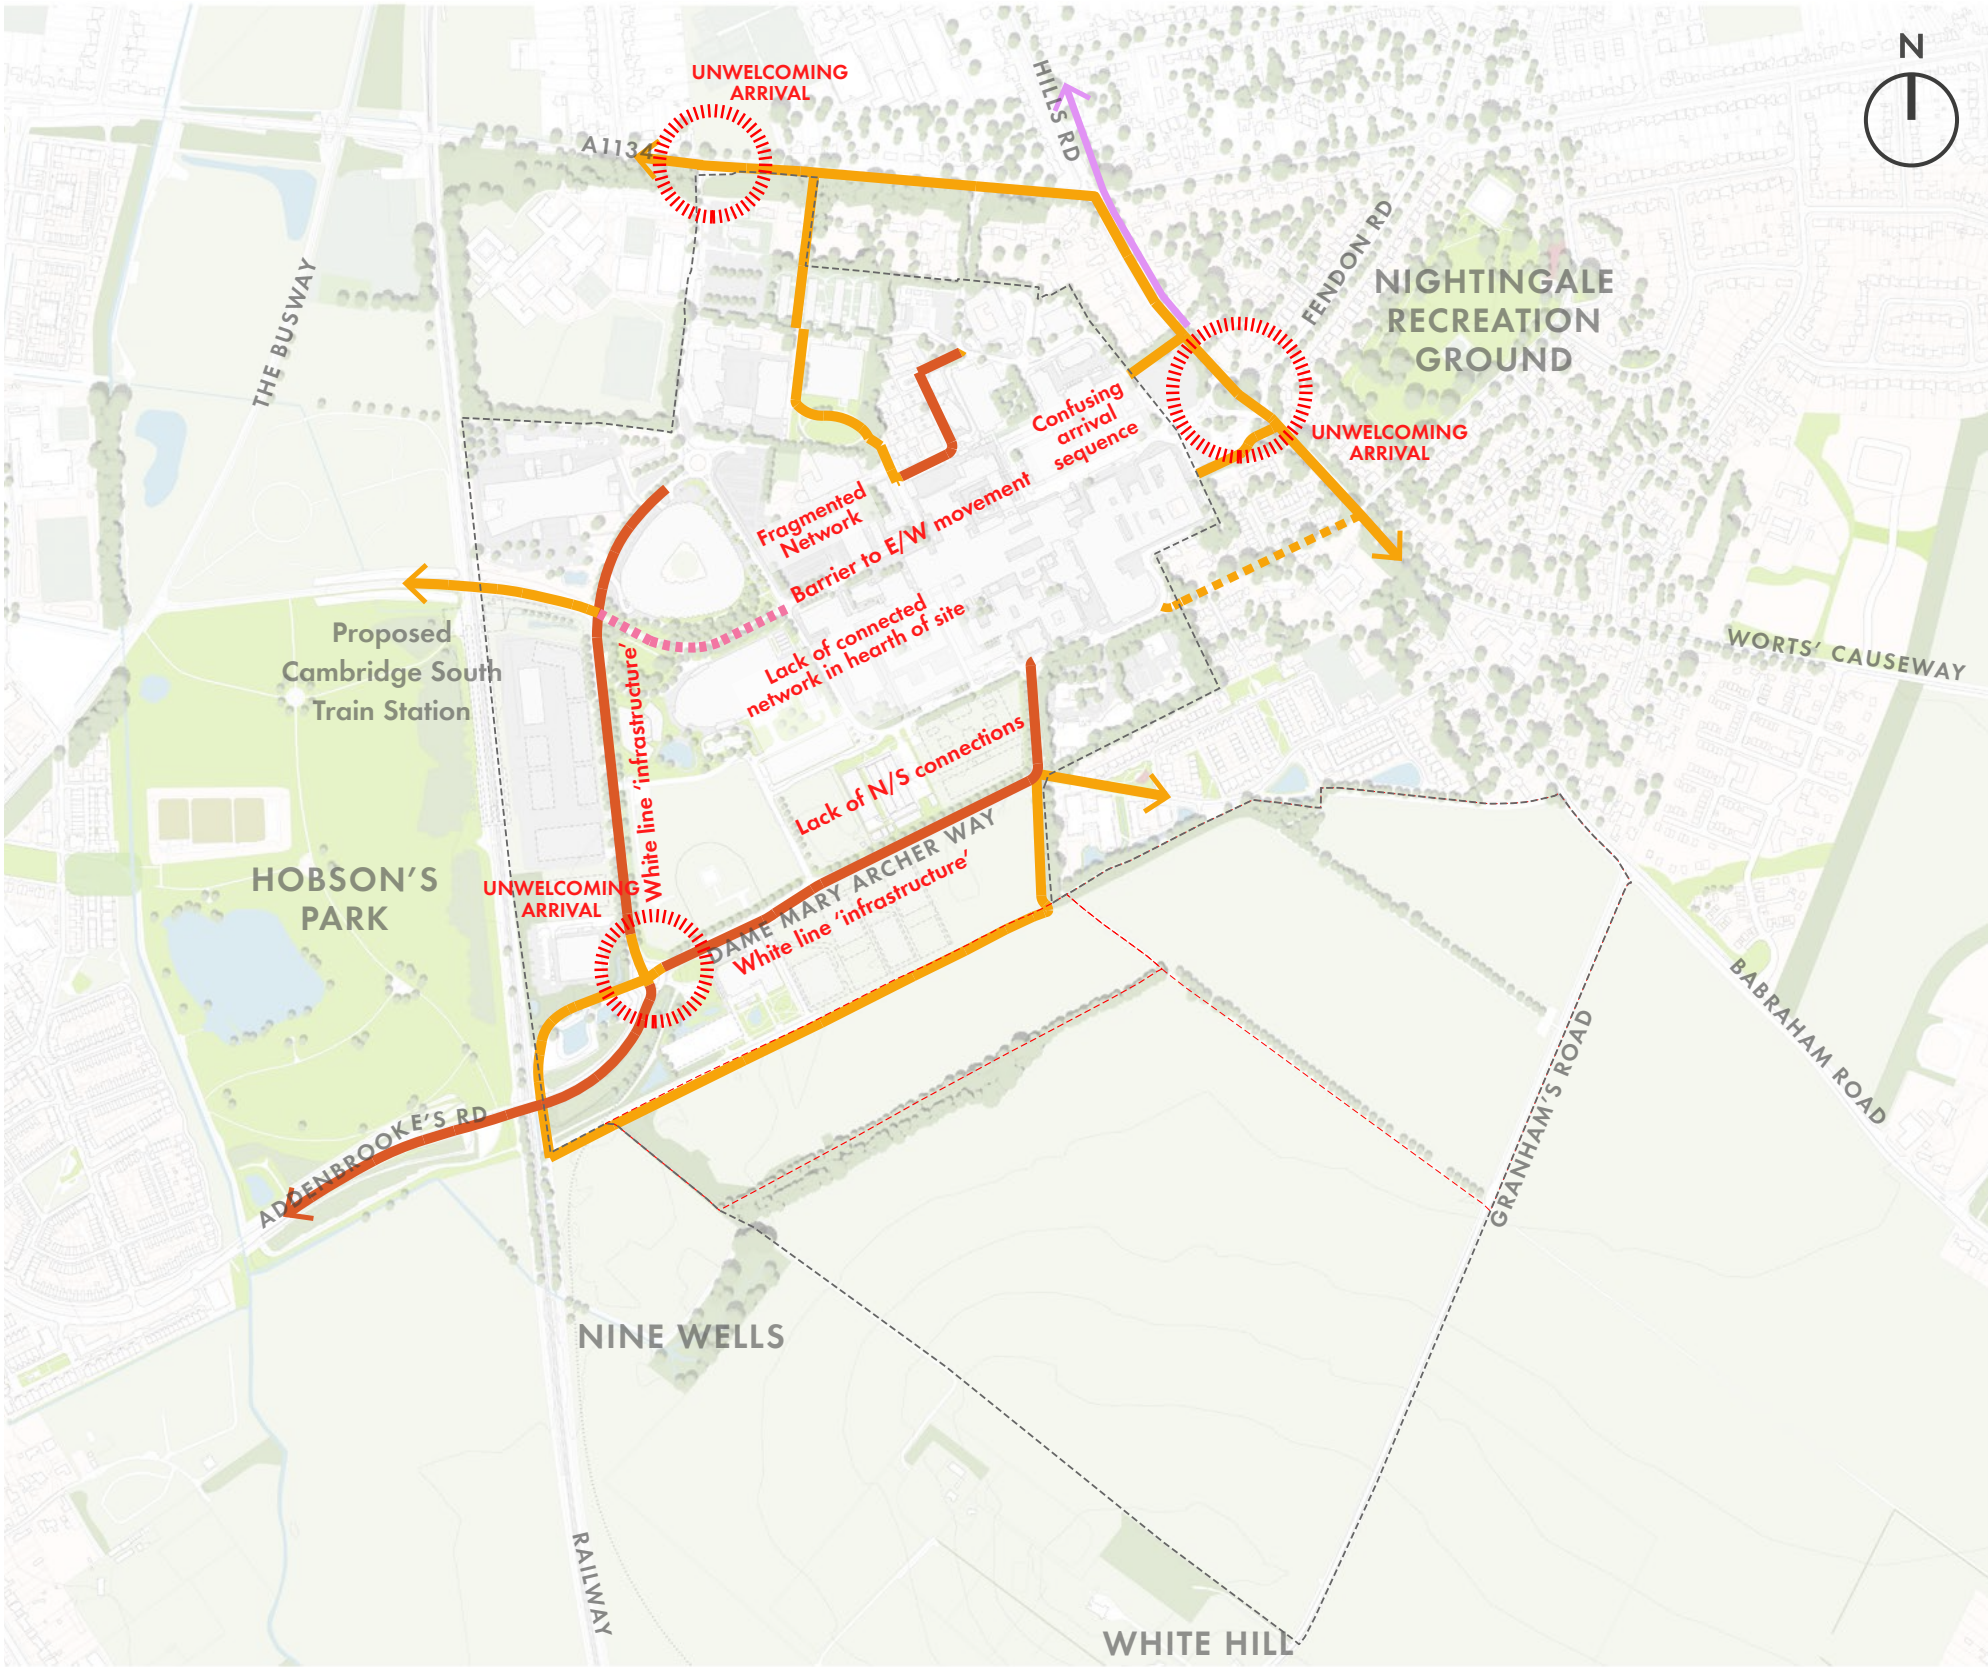 N
UNWELCOMING
ARRIVAL
HILLS RD
A1134
FENDON RD
THE BUSWAY
NIGHTINGALE
RECREATION
GROUND
Confusing
arrival
sequence
UNWELCOMING
ARRIVAL
Fragmented
Network
Barrier to E/W movement
Proposed
Cambridge South
Train Station
Lack of connected
network in hearth of site
WORTS' CAUSEWAY
White line 'infrastructure'
Lack of N/S connections
DAME MARY ARCHER WAY
White line 'infrastructure'
HOBSON'S
PARK
UNWELCOMING
ARRIVAL
BABRAHAM ROAD
GRANHAM'S ROAD
ADDENBROOKE'S RD
NINE WELLS
RAILWAY
WHITE HILL